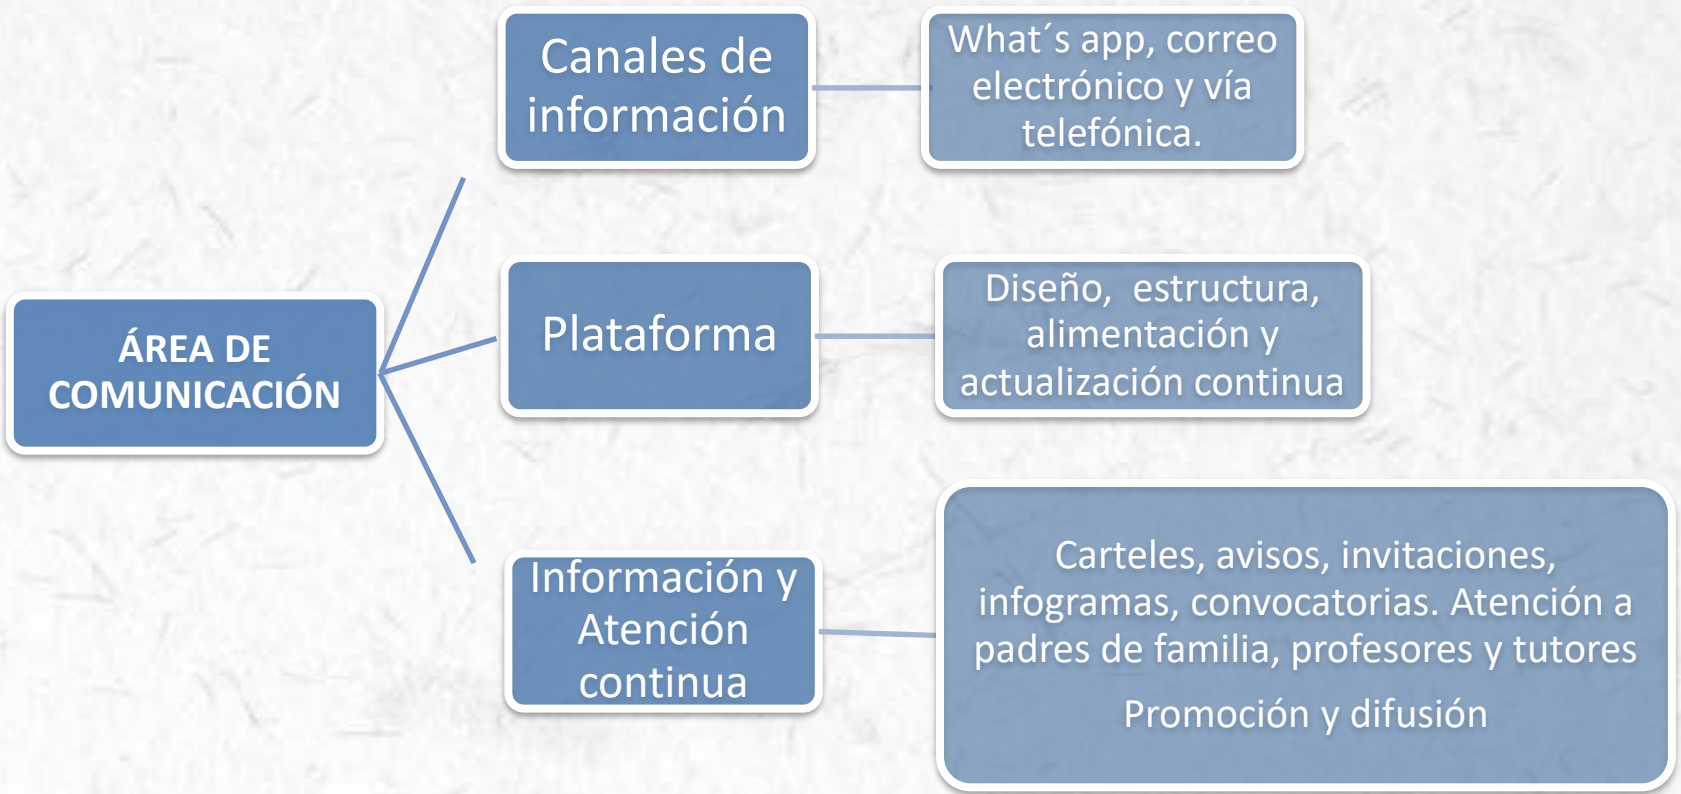 Canales de
información
What´s app, correo
electrónico y vía
telefónica.
ÁREA DE
COMUNICACIÓN
Plataforma
Diseño,  estructura,
alimentación y
actualización continua
Información y
Atención
continua
Carteles, avisos, invitaciones,
infogramas, convocatorias. Atención a
padres de familia, profesores y tutores
Promoción y difusión